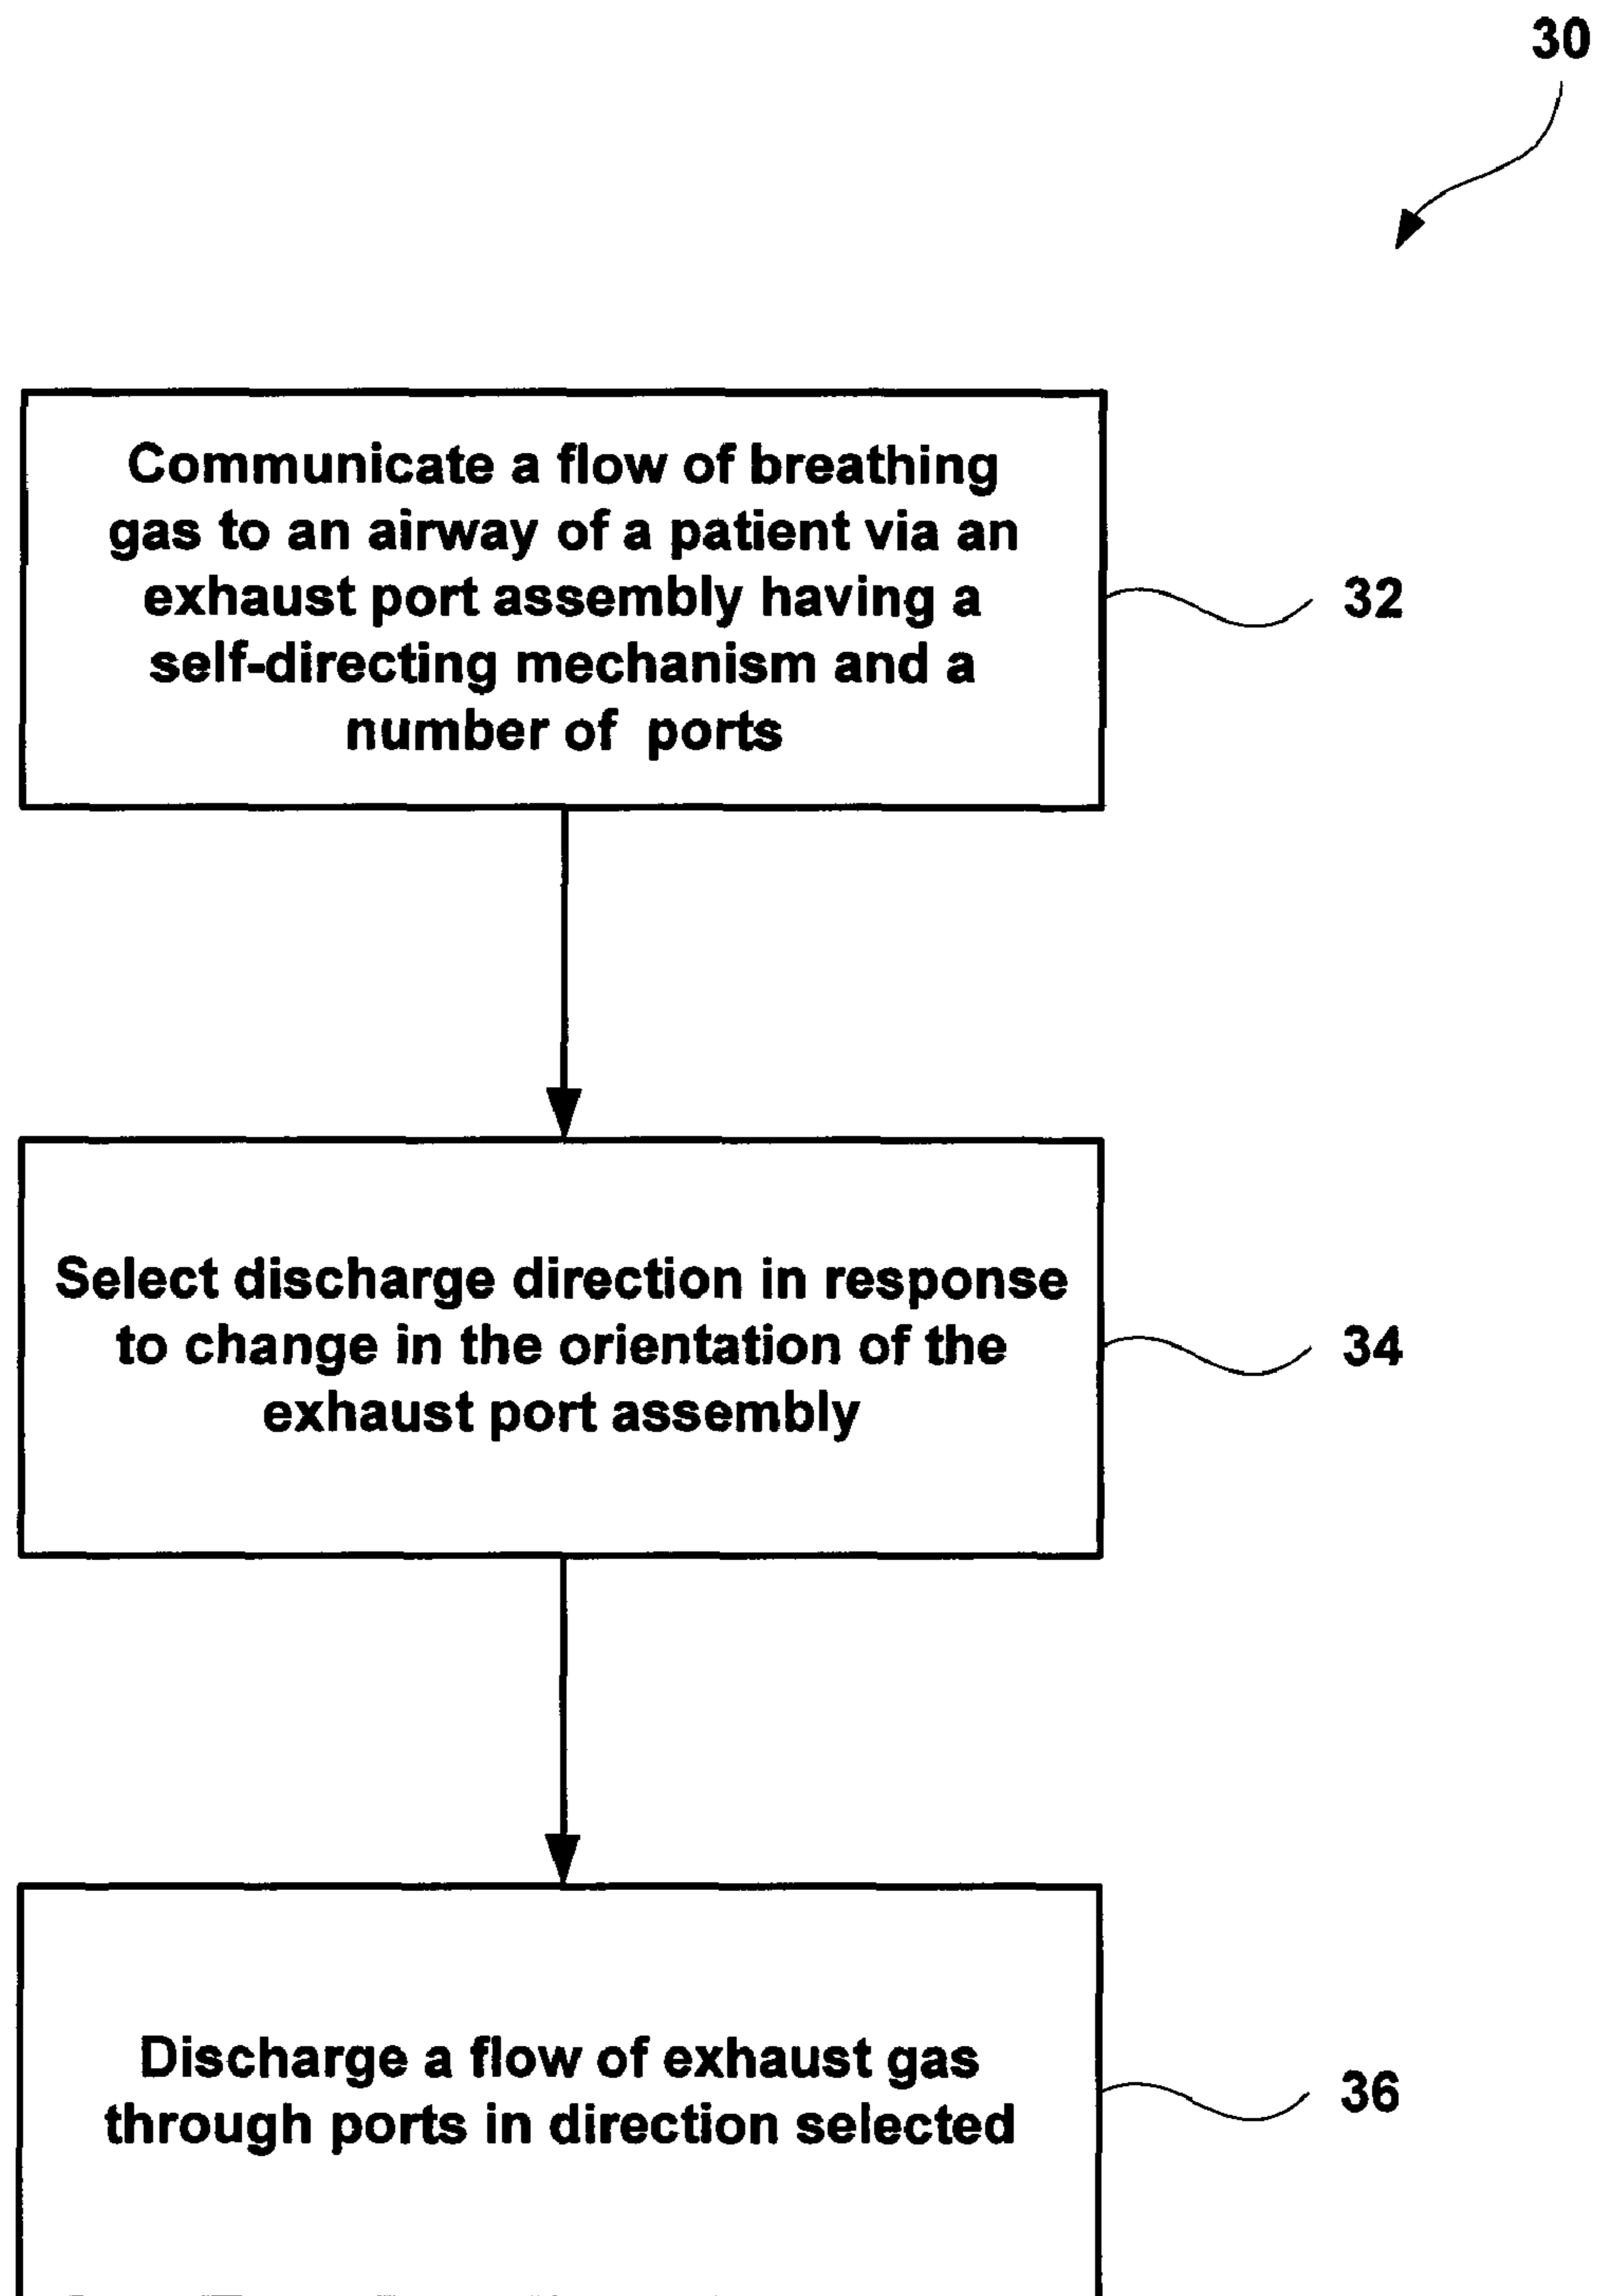 30
Communicate a flow of breathing
gas to an airway of a patient via an
exhaust port assembly having a
self-directing mechanism and a
number of ports
32
Select discharge direction in response
to change in the orientation of the
exhaust port assembly
34
Discharge a flow of exhaust gas
through ports in direction selected
36